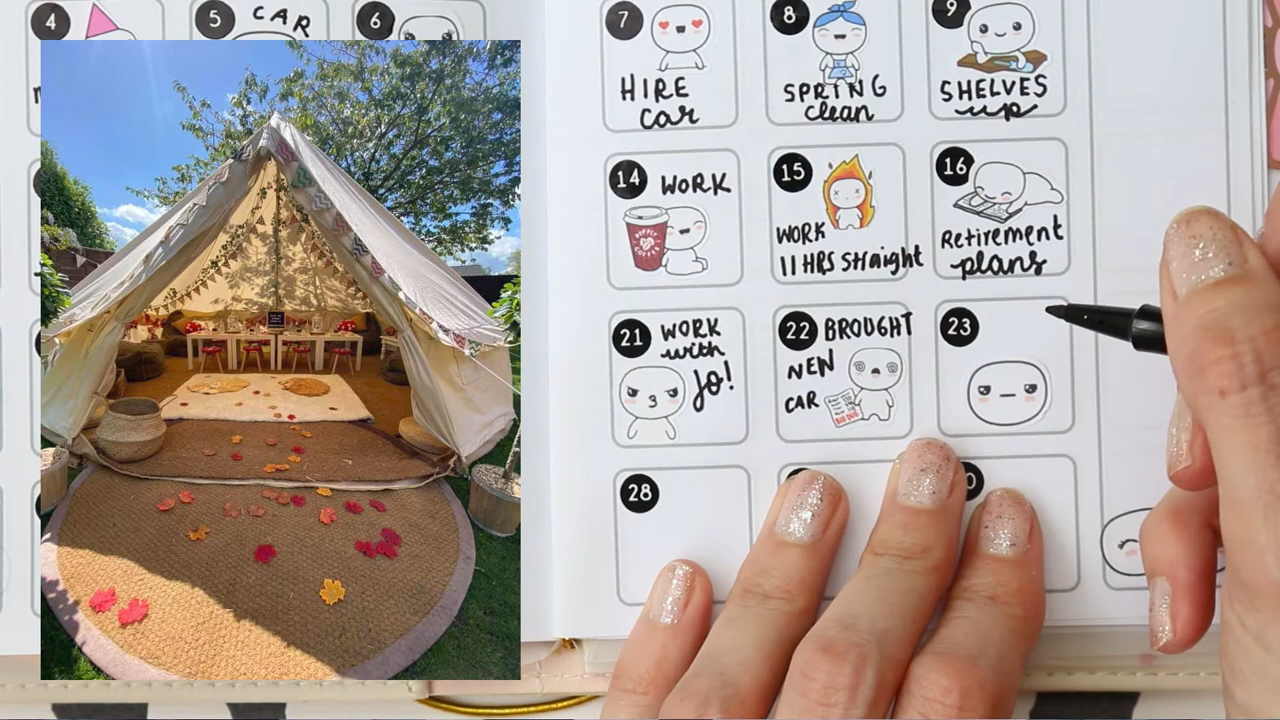 4
5 CAR
6
7
HIRE
car
8
SPRING
clean
9
SHELVES
up
14 WORK
15
WORK
11 HRS Straight
16
Retirement
plans
21 WORK
with
Jo!
22 BROUGHT
NEN
CAR
23
28